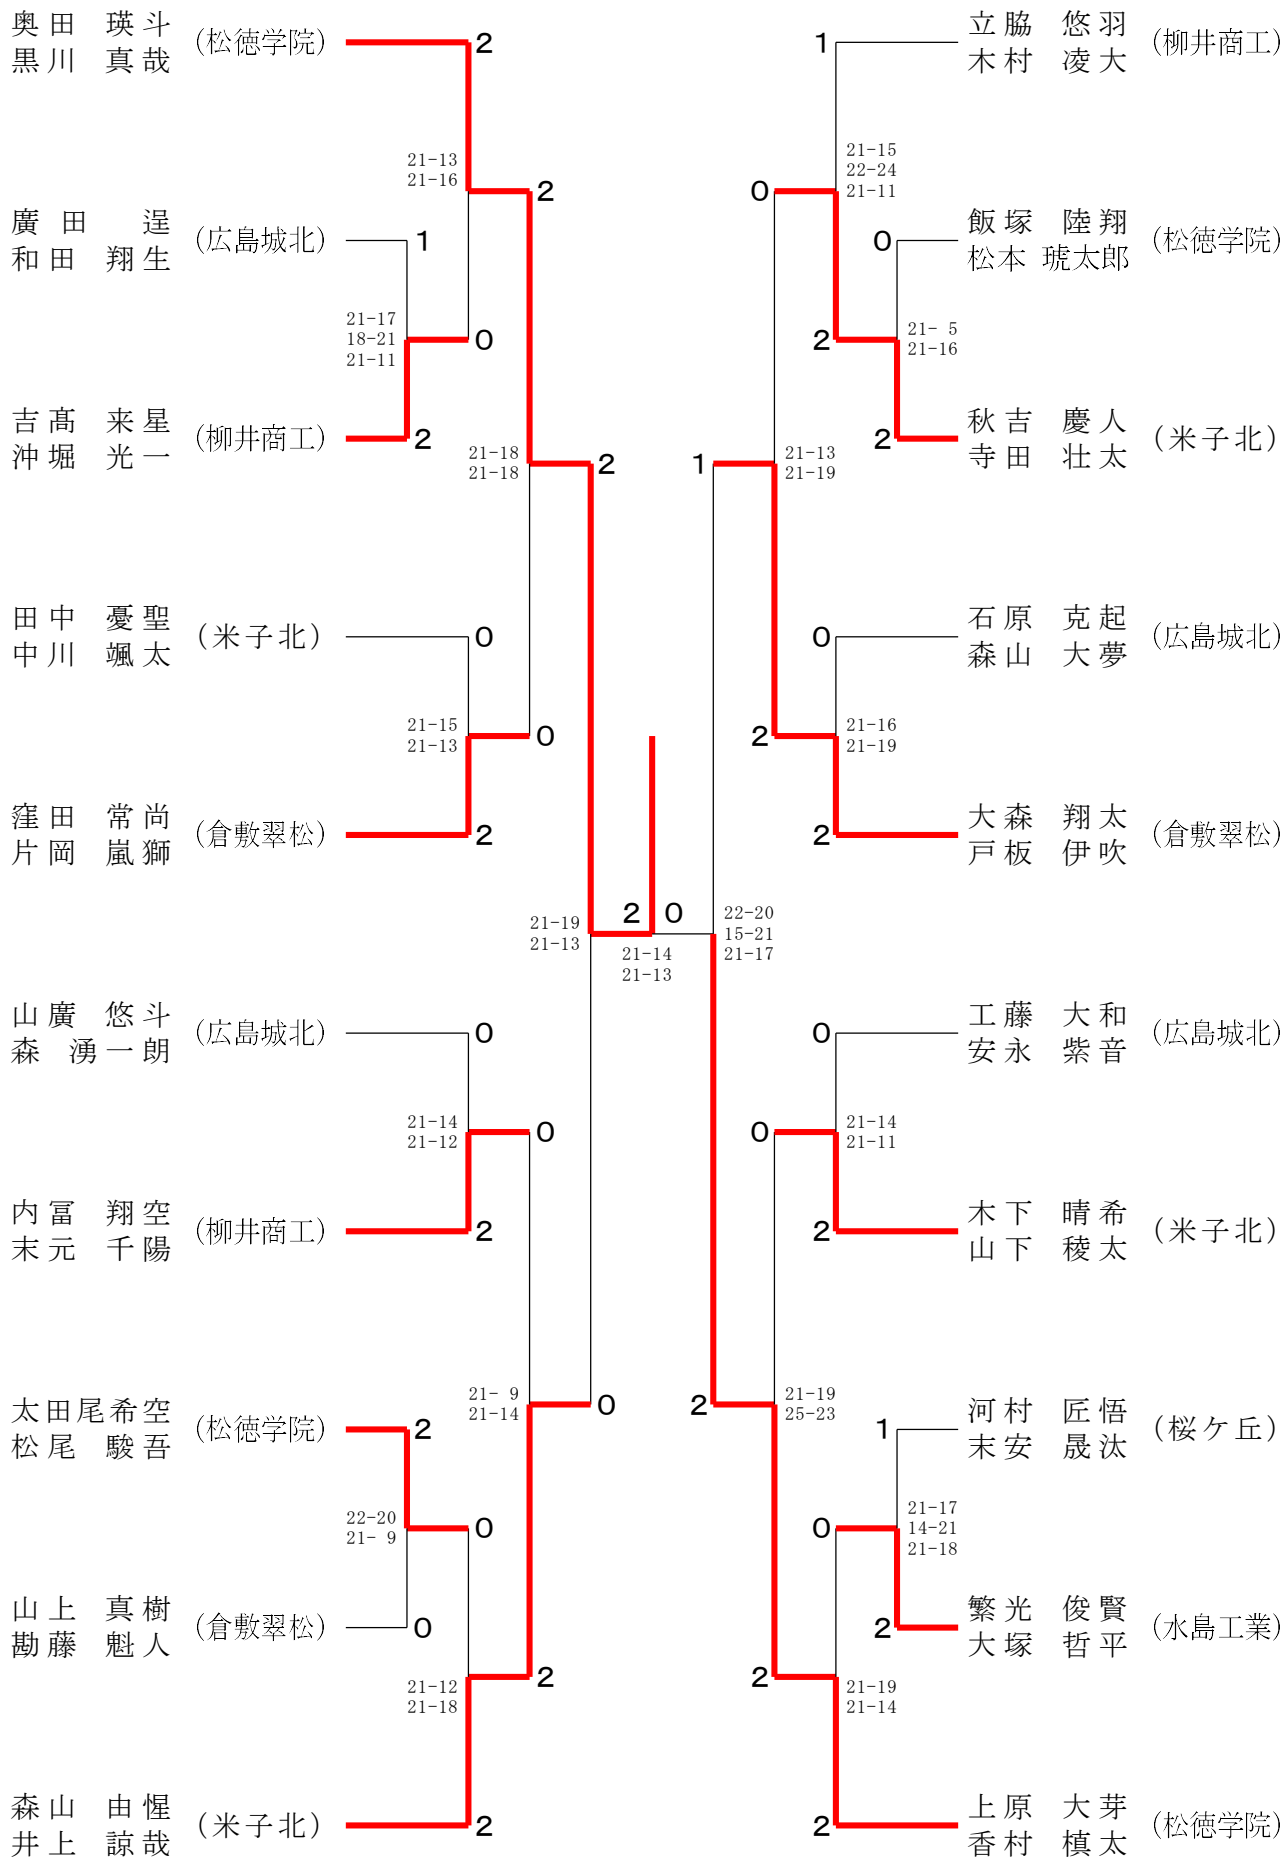 奥田 瑛斗
黒川 真哉
(松徳学院)
2
21-13
21-16
2
廣田 逞
和田 翔生
(広島城北)
1
21-17
18-21
21-11
0
吉髙 来星
沖堀 光一
(柳井商工)
2
21-18
21-18
2
田中 憂聖
中川 颯太
(米子北)
0
21-15
21-13
0
窪田 常尚
片岡 嵐獅
(倉敷翠松)
2
21-19
21-13
2 0
21-14
21-13
山廣 悠斗
森 湧一朗
(広島城北)
0
21-14
21-12
0
内冨 翔空
末元 千陽
(柳井商工)
2
21- 9
21-14
0
太田尾希空
松尾 駿吾
(松徳学院)
2
22-20
21- 9
0
山上 真樹
勘藤 魁人
(倉敷翠松)
0
21-12
21-18
2
森山 由惺
井上 諒哉
(米子北)
2
1
立脇 悠羽
木村 凌大
(柳井商工)
0
21-15
22-24
21-11
0
飯塚 陸翔
松本 琥太郎
(松徳学院)
2
21- 5
21-16
2
秋吉 慶人
寺田 壮太
(米子北)
1
21-13
21-19
0
石原 克起
森山 大夢
(広島城北)
2
21-16
21-19
2
大森 翔太
戸板 伊吹
(倉敷翠松)
22-20
15-21
21-17
0
工藤 大和
安永 紫音
(広島城北)
0
21-14
21-11
2
木下 晴希
山下 稜太
(米子北)
2
21-19
25-23
1
河村 匠悟
末安 晟汰
(桜ケ丘)
0
21-17
14-21
21-18
2
繁光 俊賢
大塚 哲平
(水島工業)
2
21-19
21-14
2
上原 大芽
香村 槙太
(松徳学院)